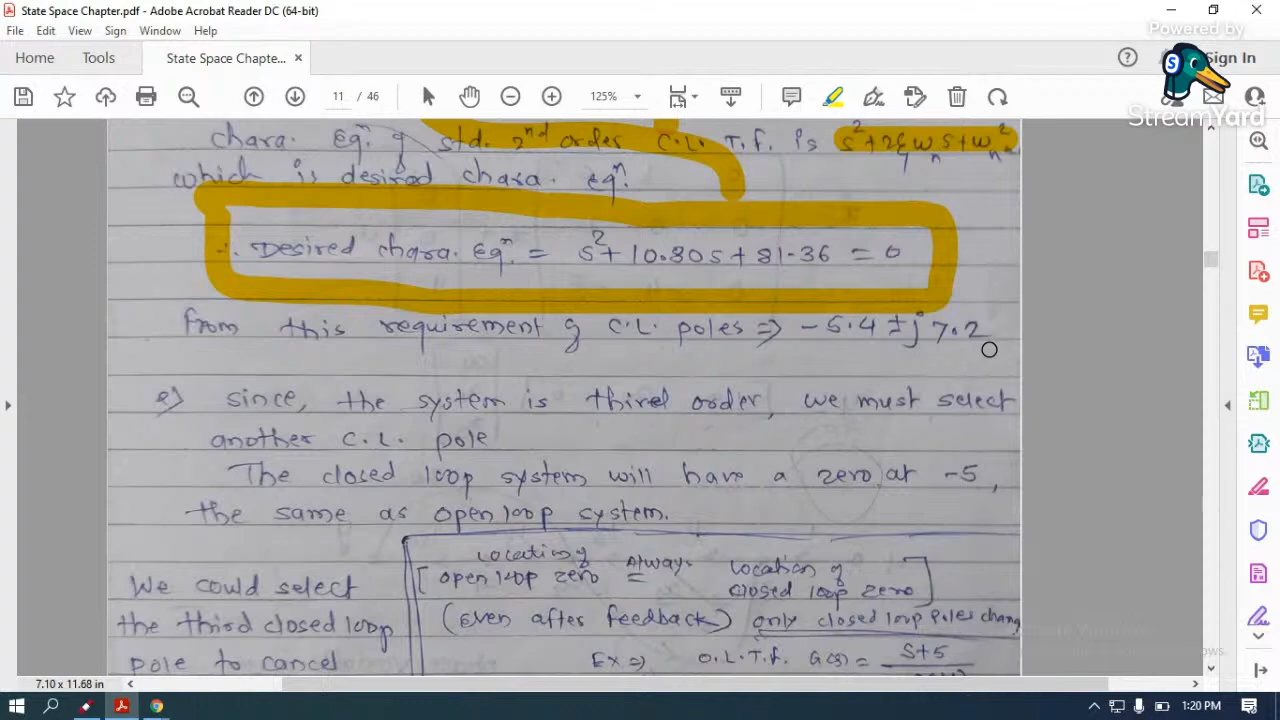 State Space Chapter.pdf - Adobe Acrobat Reader DC (64-bit)
Powered by
File Edit View Sign Window Help
Home Tools State Space Chapte... × Sign In
11 / 46 125%
StreamYard
chara. Eqⁿ of std. 2nd order C.L. T.f. is s²+2ξωₙs+ωₙ²
which is desired chara. eqⁿ.
∴ Desired chara. Eqⁿ = s²+10.80s+81.36 = 0
From this requirement of C.L. poles ⇒ -5.4 ±j 7.2
e) since, the system is third order, we must select
another C.L. pole
The closed loop system will have a zero at -5,
the same as open loop system.
We could select
the third closed loop
pole to cancel
[Location of open loop zero Always = Location of closed loop zero]
(Even after feedback) only closed loop poles chang
Ex ⇒ O.L.T.f. G(s) = s+5
7.10 x 11.68 in
1:20 PM